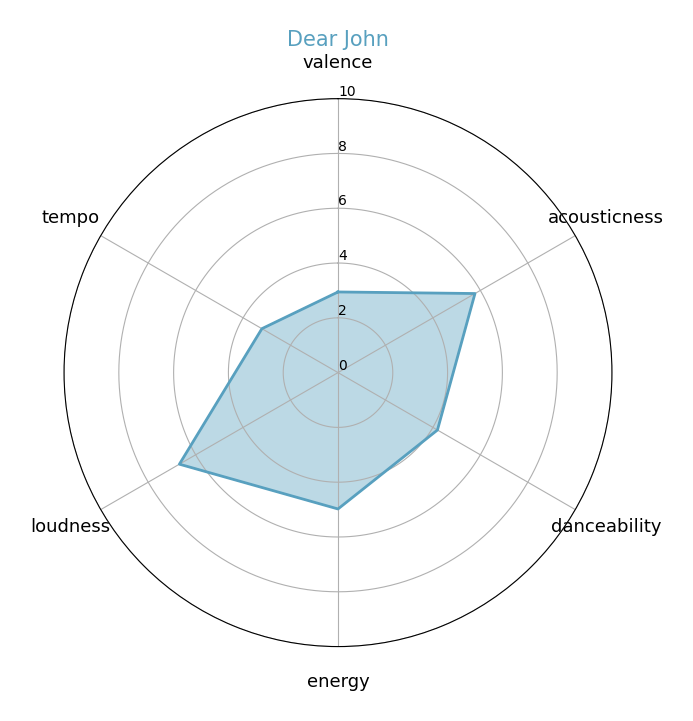 Dear John
valence
10
8
tempo
acousticness
6
4
2
0
loudness
danceability
energy